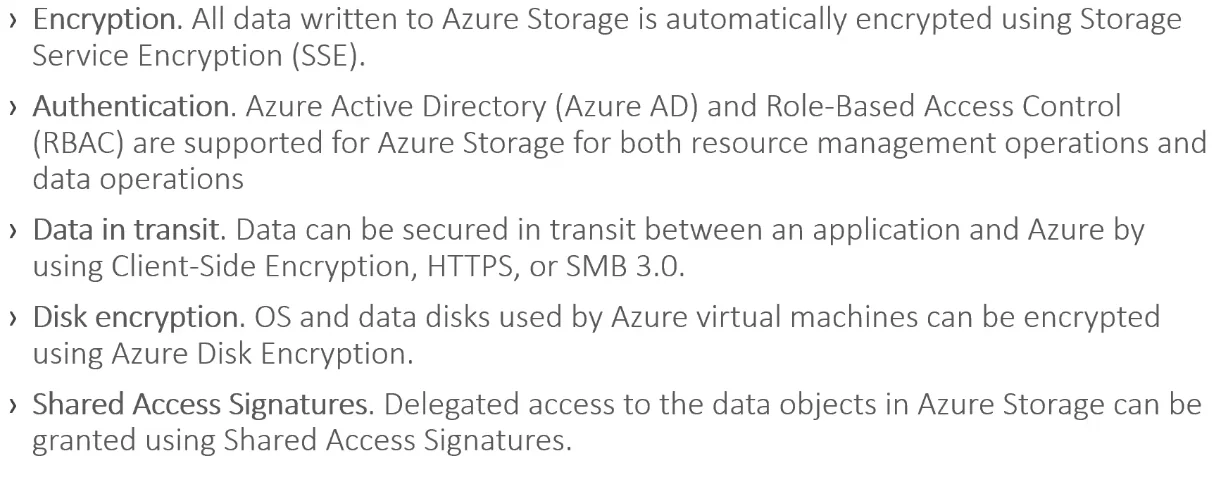 › Encryption. All data written to Azure Storage is automatically encrypted using Storage
Service Encryption (SSE).
› Authentication. Azure Active Directory (Azure AD) and Role-Based Access Control
(RBAC) are supported for Azure Storage for both resource management operations and
data operations
› Data in transit. Data can be secured in transit between an application and Azure by
using Client-Side Encryption, HTTPS, or SMB 3.0.
› Disk encryption. OS and data disks used by Azure virtual machines can be encrypted
using Azure Disk Encryption.
› Shared Access Signatures. Delegated access to the data objects in Azure Storage can be
granted using Shared Access Signatures.